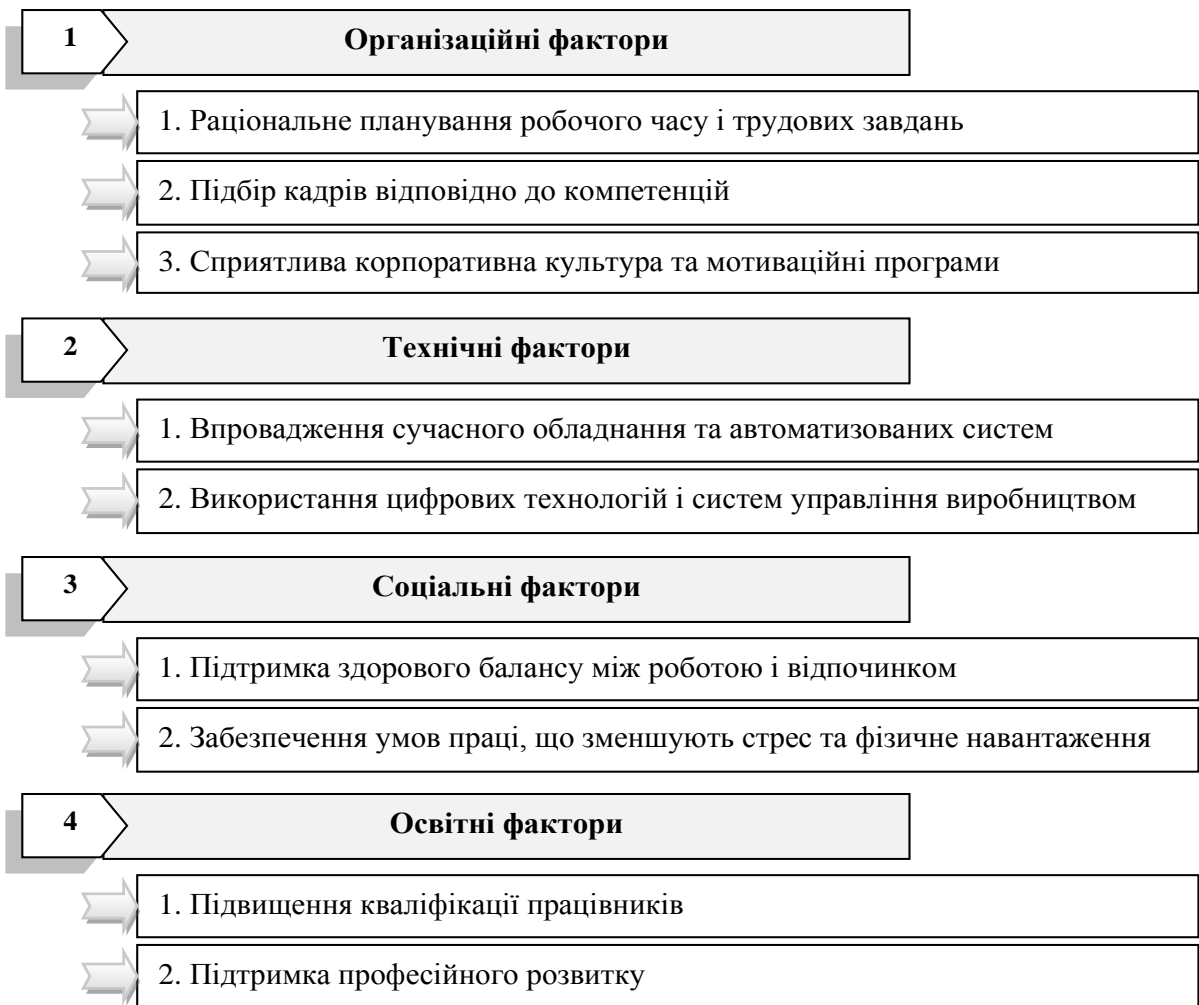 1 Організаційні фактори
1. Раціональне планування робочого часу і трудових завдань
2. Підбір кадрів відповідно до компетенцій
3. Сприятлива корпоративна культура та мотиваційні програми
2 Технічні фактори
1. Впровадження сучасного обладнання та автоматизованих систем
2. Використання цифрових технологій і систем управління виробництвом
3 Соціальні фактори
1. Підтримка здорового балансу між роботою і відпочинком
2. Забезпечення умов праці, що зменшують стрес та фізичне навантаження
4 Освітні фактори
1. Підвищення кваліфікації працівників
2. Підтримка професійного розвитку